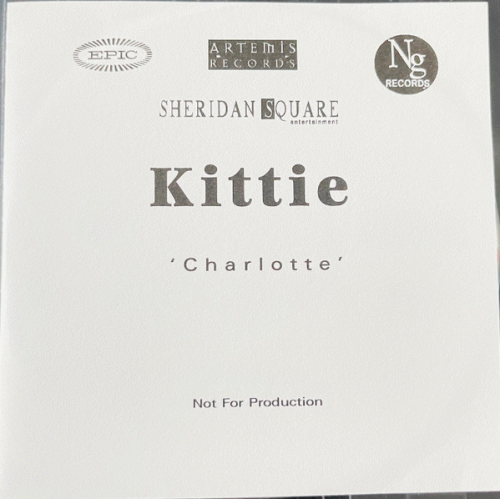 EPIC
ARTEMIS
RECORDS
Ng
RECORDS
SHERIDAN SQUARE
entertainment
Kittie
'Charlotte'
Not For Production